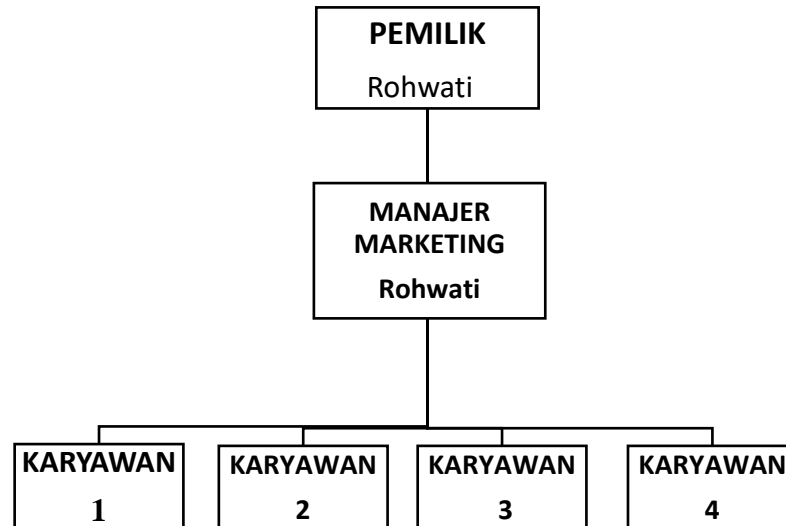 PEMILIK
Rohwati
MANAJER
MARKETING
Rohwati
KARYAWAN
1
KARYAWAN
2
KARYAWAN
3
KARYAWAN
4